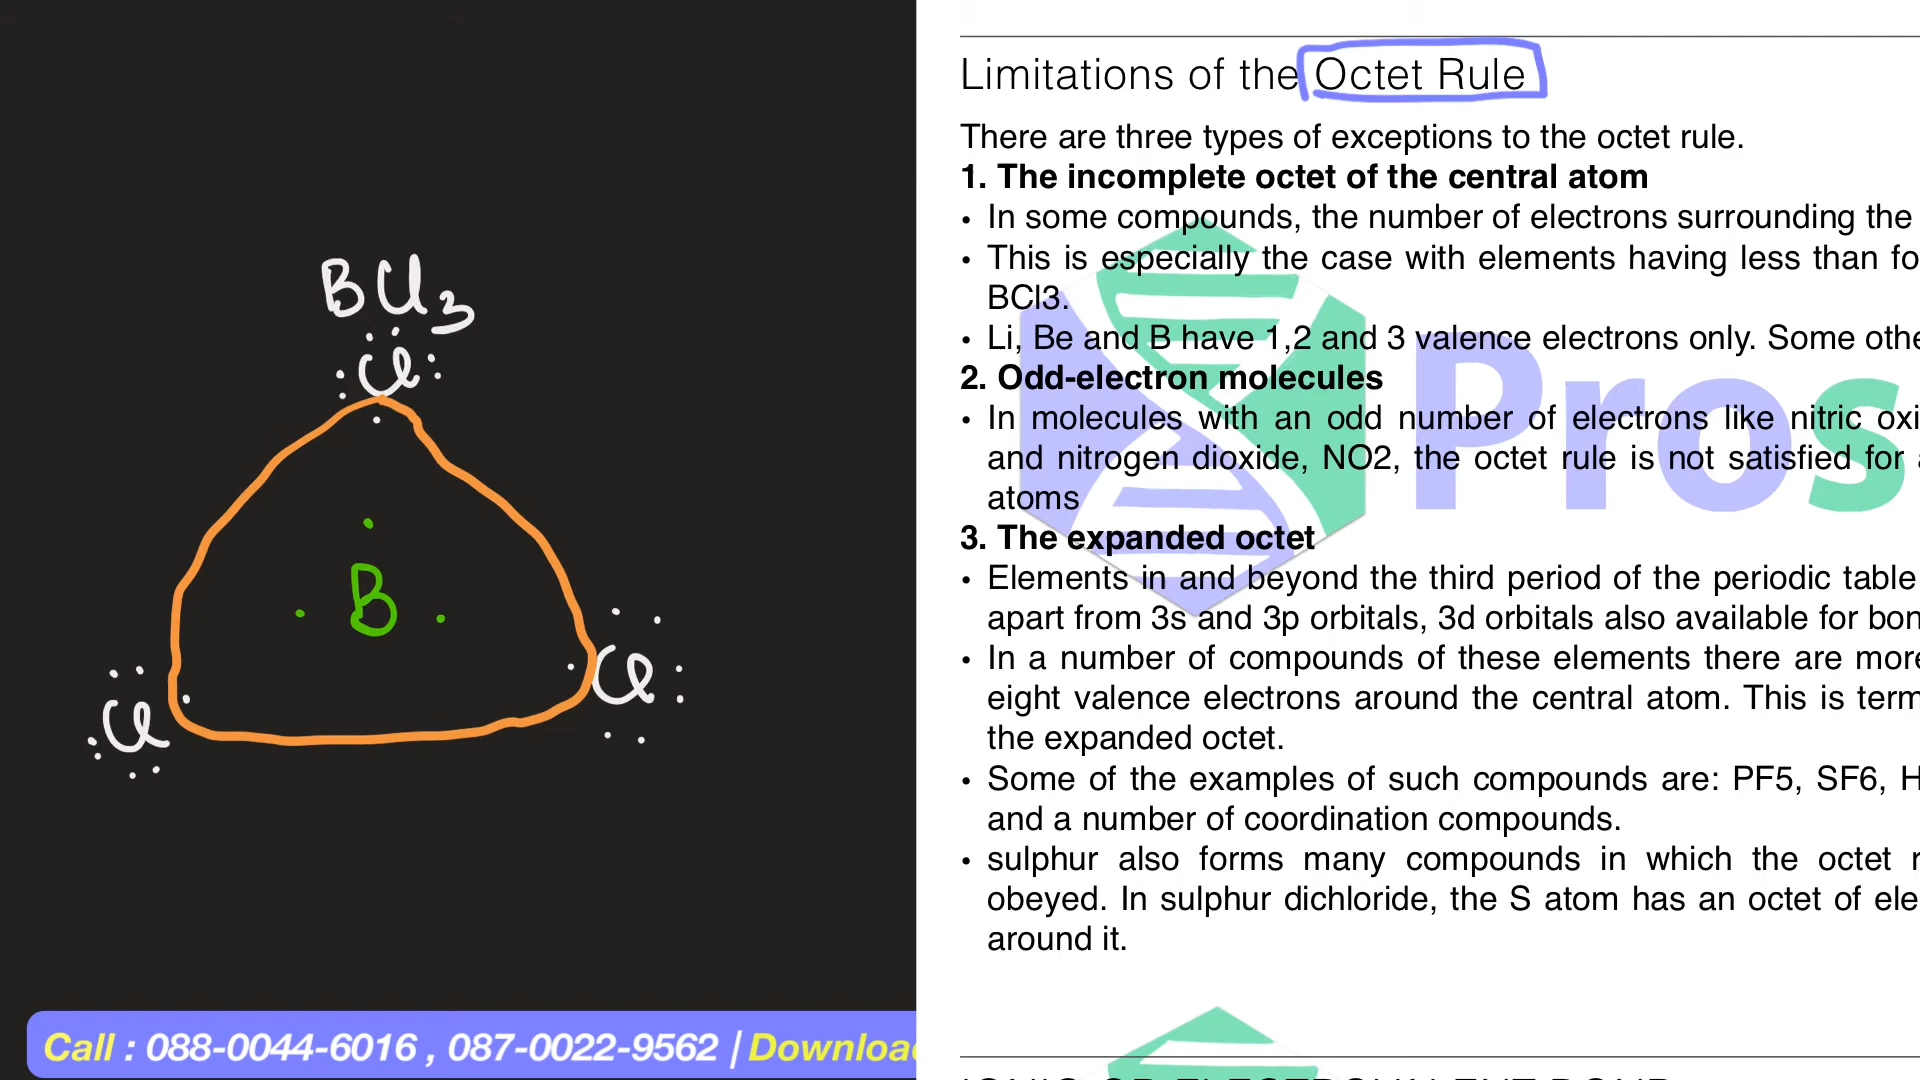 BCl3
Cl
B
Cl
Cl
Call : 088-0044-6016 , 087-0022-9562 | Download
Limitations of the Octet Rule
There are three types of exceptions to the octet rule.
1. The incomplete octet of the central atom
• In some compounds, the number of electrons surrounding the
• This is especially the case with elements having less than fo
BCl3.
• Li, Be and B have 1,2 and 3 valence electrons only. Some othe
2. Odd-electron molecules
• In molecules with an odd number of electrons like nitric oxi
and nitrogen dioxide, NO2, the octet rule is not satisfied for a
atoms
3. The expanded octet
• Elements in and beyond the third period of the periodic table
apart from 3s and 3p orbitals, 3d orbitals also available for bon
• In a number of compounds of these elements there are more
eight valence electrons around the central atom. This is term
the expanded octet.
• Some of the examples of such compounds are: PF5, SF6, H
and a number of coordination compounds.
• sulphur also forms many compounds in which the octet r
obeyed. In sulphur dichloride, the S atom has an octet of ele
around it.
Pros